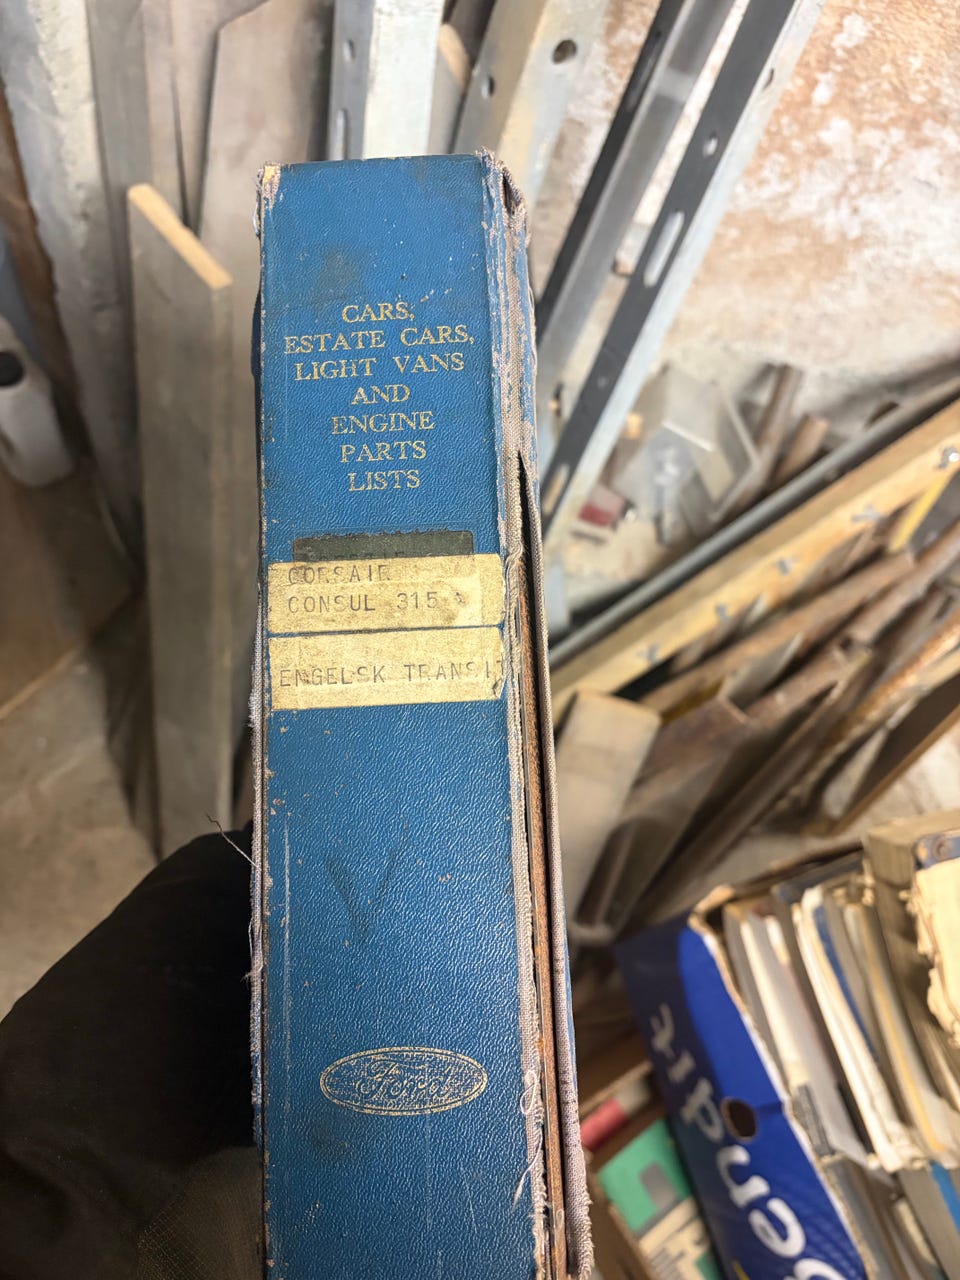 CARS,
ESTATE CARS,
LIGHT VANS
AND
ENGINE
PARTS
LISTS
CORSAIR
CONSUL 315
ENGELSK TRANSIT
Ford